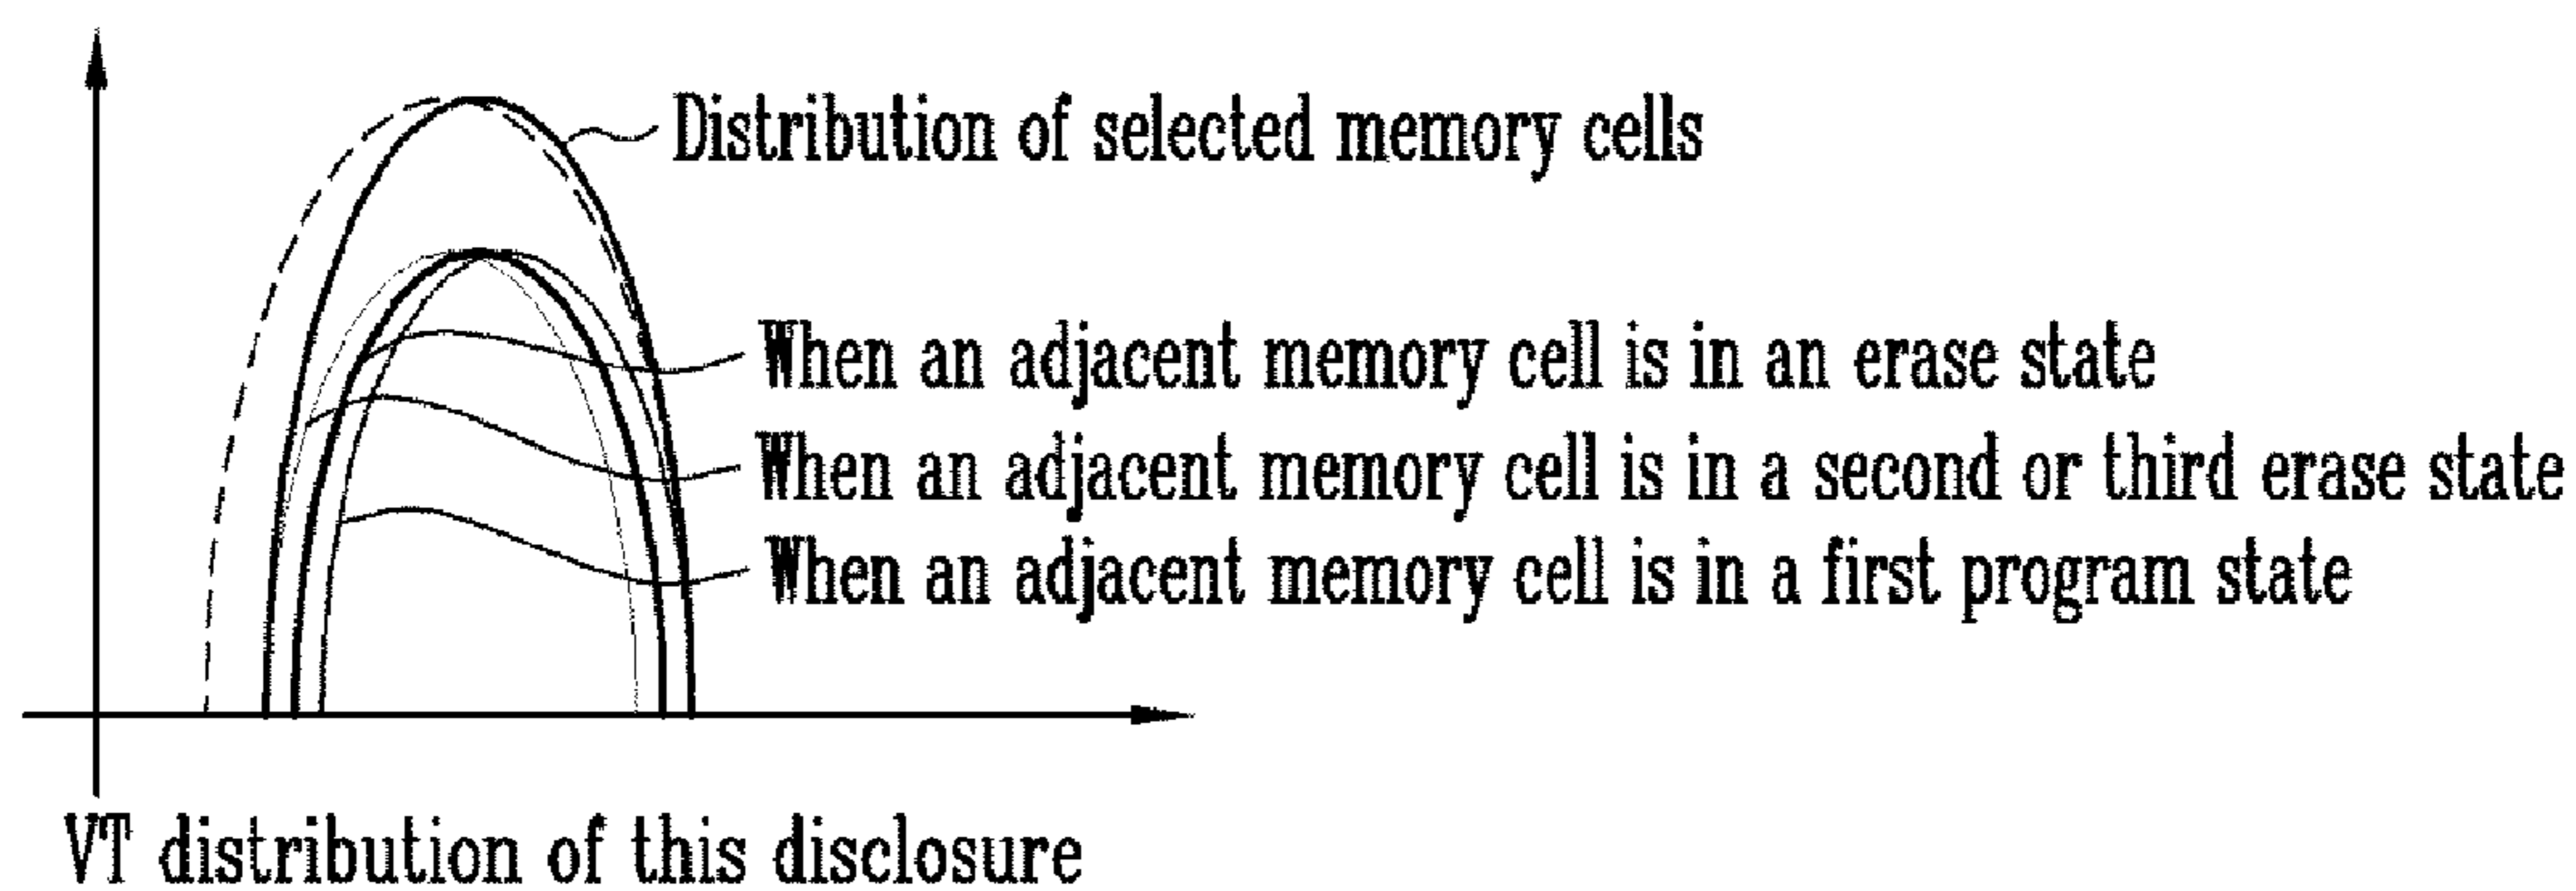 Distribution of selected memory cells
When an adjacent memory cell is in an erase state
When an adjacent memory cell is in a second or third erase state
When an adjacent memory cell is in a first program state
VT distribution of this disclosure